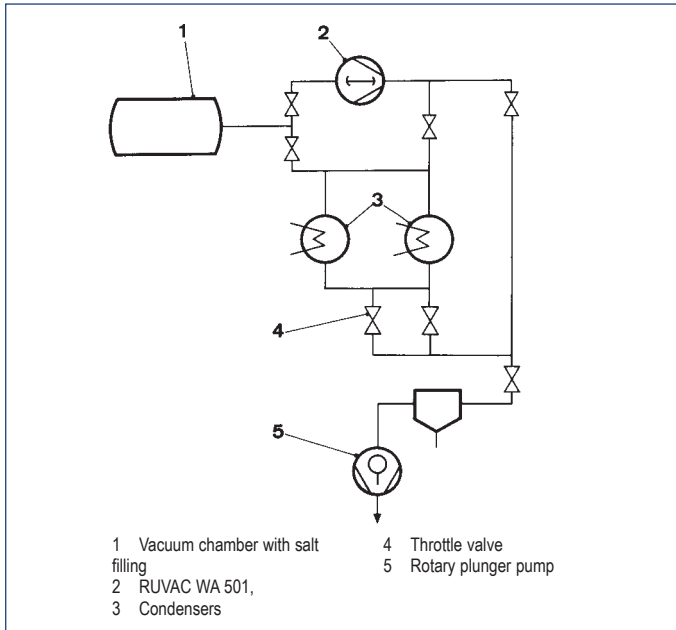 1
2
3
4
5
1 Vacuum chamber with salt
filling
2 RUVAC WA 501,
3 Condensers
4 Throttle valve
5 Rotary plunger pump